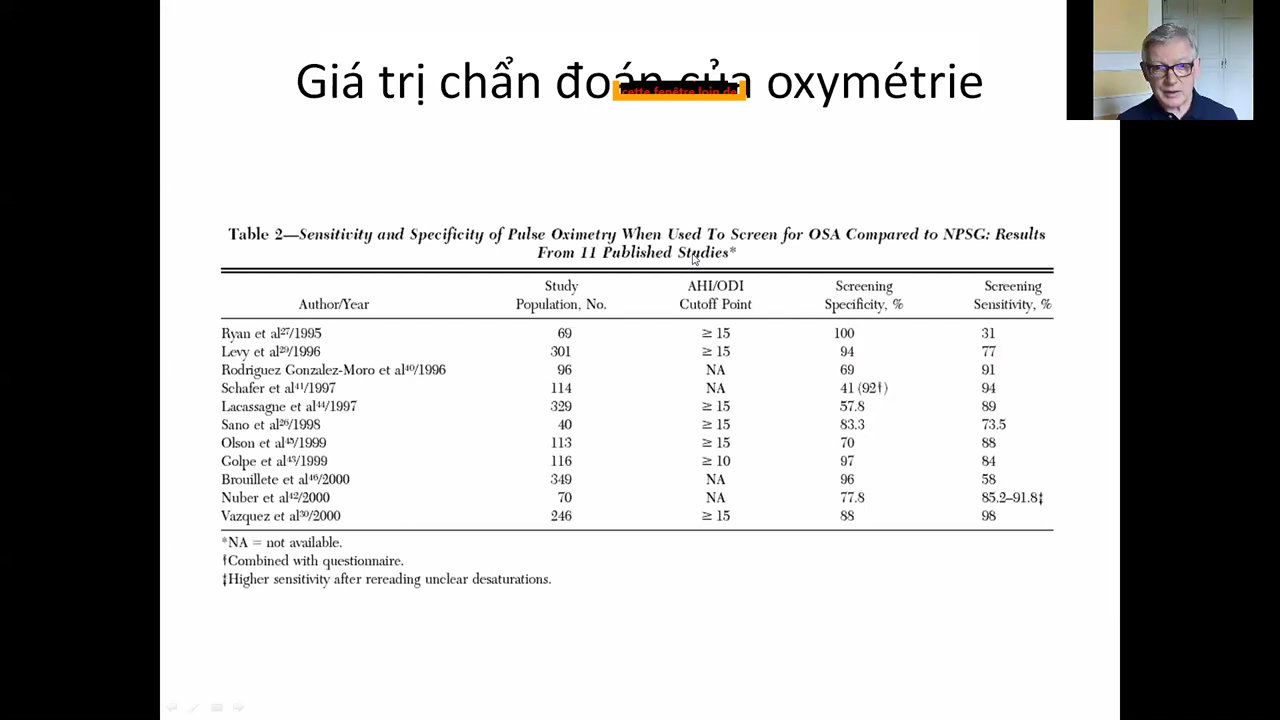 Giá trị chẩn đoán của oxymétrie
cette fenêtre loin de
Table 2—Sensitivity and Specificity of Pulse Oximetry When Used To Screen for OSA Compared to NPSG: Results
From 11 Published Studies*
Study AHI/ODI Screening Screening
Author/Year Population, No. Cutoff Point Specificity, % Sensitivity, %
Ryan et al²⁷/1995 69 ≥ 15 100 31
Levy et al²⁹/1996 301 ≥ 15 94 77
Rodriguez Gonzalez-Moro et al⁴⁰/1996 96 NA 69 91
Schafer et al⁴¹/1997 114 NA 41 (92†) 94
Lacassagne et al⁴⁴/1997 329 ≥ 15 57.8 89
Sano et al²⁶/1998 40 ≥ 15 83.3 73.5
Olson et al⁴⁵/1999 113 ≥ 15 70 88
Golpe et al⁴³/1999 116 ≥ 10 97 84
Brouillete et al⁴⁶/2000 349 NA 96 58
Nuber et al⁴²/2000 70 NA 77.8 85.2–91.8‡
Vazquez et al³⁰/2000 246 ≥ 15 88 98
*NA = not available.
†Combined with questionnaire.
‡Higher sensitivity after rereading unclear desaturations.